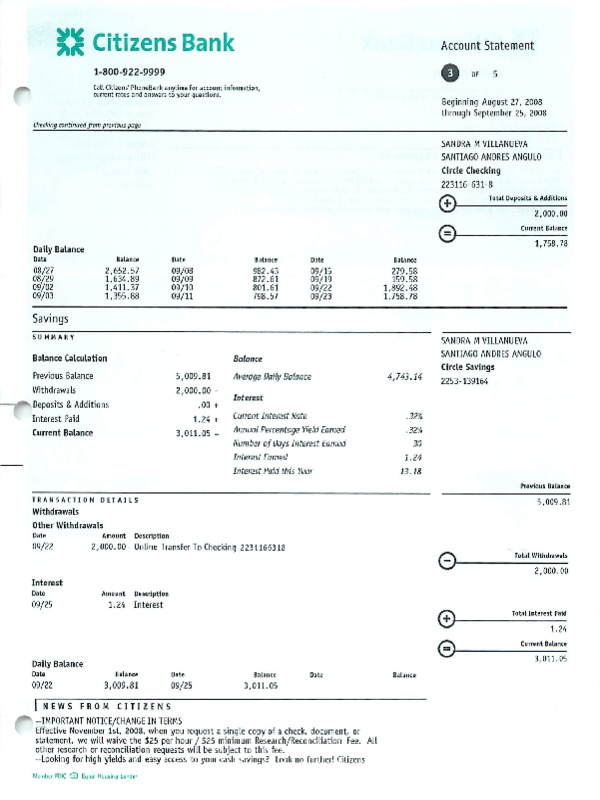 Citizens Bank
Account Statement
1-800-922-9999
3 OF 5
Call Citizens' PhoneBank anytime for account information,
current rates and answers to your questions.
Beginning August 27, 2008
through September 25, 2008
Checking continued from previous page
SANDRA M VILLANUEVA
SANTIAGO ANDRES ANGULO
Circle Checking
223116-631-8
+ Total Deposits & Additions
2,000.00
= Current Balance
1,758.78
Daily Balance
Date Balance Date Balance Date Balance
08/27 2,652.57 09/08 982.43 09/15 279.58
08/29 1,634.89 09/09 872.61 09/19 159.58
09/02 1,411.37 09/10 801.61 09/22 1,892.48
09/03 1,355.88 09/11 798.57 09/23 1,758.78
Savings
SUMMARY
SANDRA M VILLANUEVA
SANTIAGO ANDRES ANGULO
Circle Savings
2253-139164
Balance Calculation Balance
Previous Balance 5,009.81 Average Daily Balance 4,743.14
Withdrawals 2,000.00 -
Interest
Deposits & Additions .00 +
Current Interest Rate .32%
Interest Paid 1.24 +
Annual Percentage Yield Earned .32%
Current Balance 3,011.05 =
Number of Days Interest Earned 30
Interest Earned 1.24
Interest Paid this Year 13.18
Previous Balance
5,009.81
TRANSACTION DETAILS
Withdrawals
Other Withdrawals
Date Amount Description
09/22 2,000.00 Online Transfer To Checking 2231166318
- Total Withdrawals
2,000.00
Interest
Date Amount Description
09/25 1.24 Interest
+ Total Interest Paid
1.24
= Current Balance
3,011.05
Daily Balance
Date Balance Date Balance Date Balance
09/22 3,009.81 09/25 3,011.05
NEWS FROM CITIZENS
--IMPORTANT NOTICE/CHANGE IN TERMS
Effective November 1st, 2008, when you request a single copy of a check, document, or
statement, we will waive the $25 per hour / $25 minimum Research/Reconciliation Fee. All
other research or reconciliation requests will be subject to this fee.
--Looking for high yields and easy access to your cash savings? Look no further! Citizens
Member FDIC Equal Housing Lender